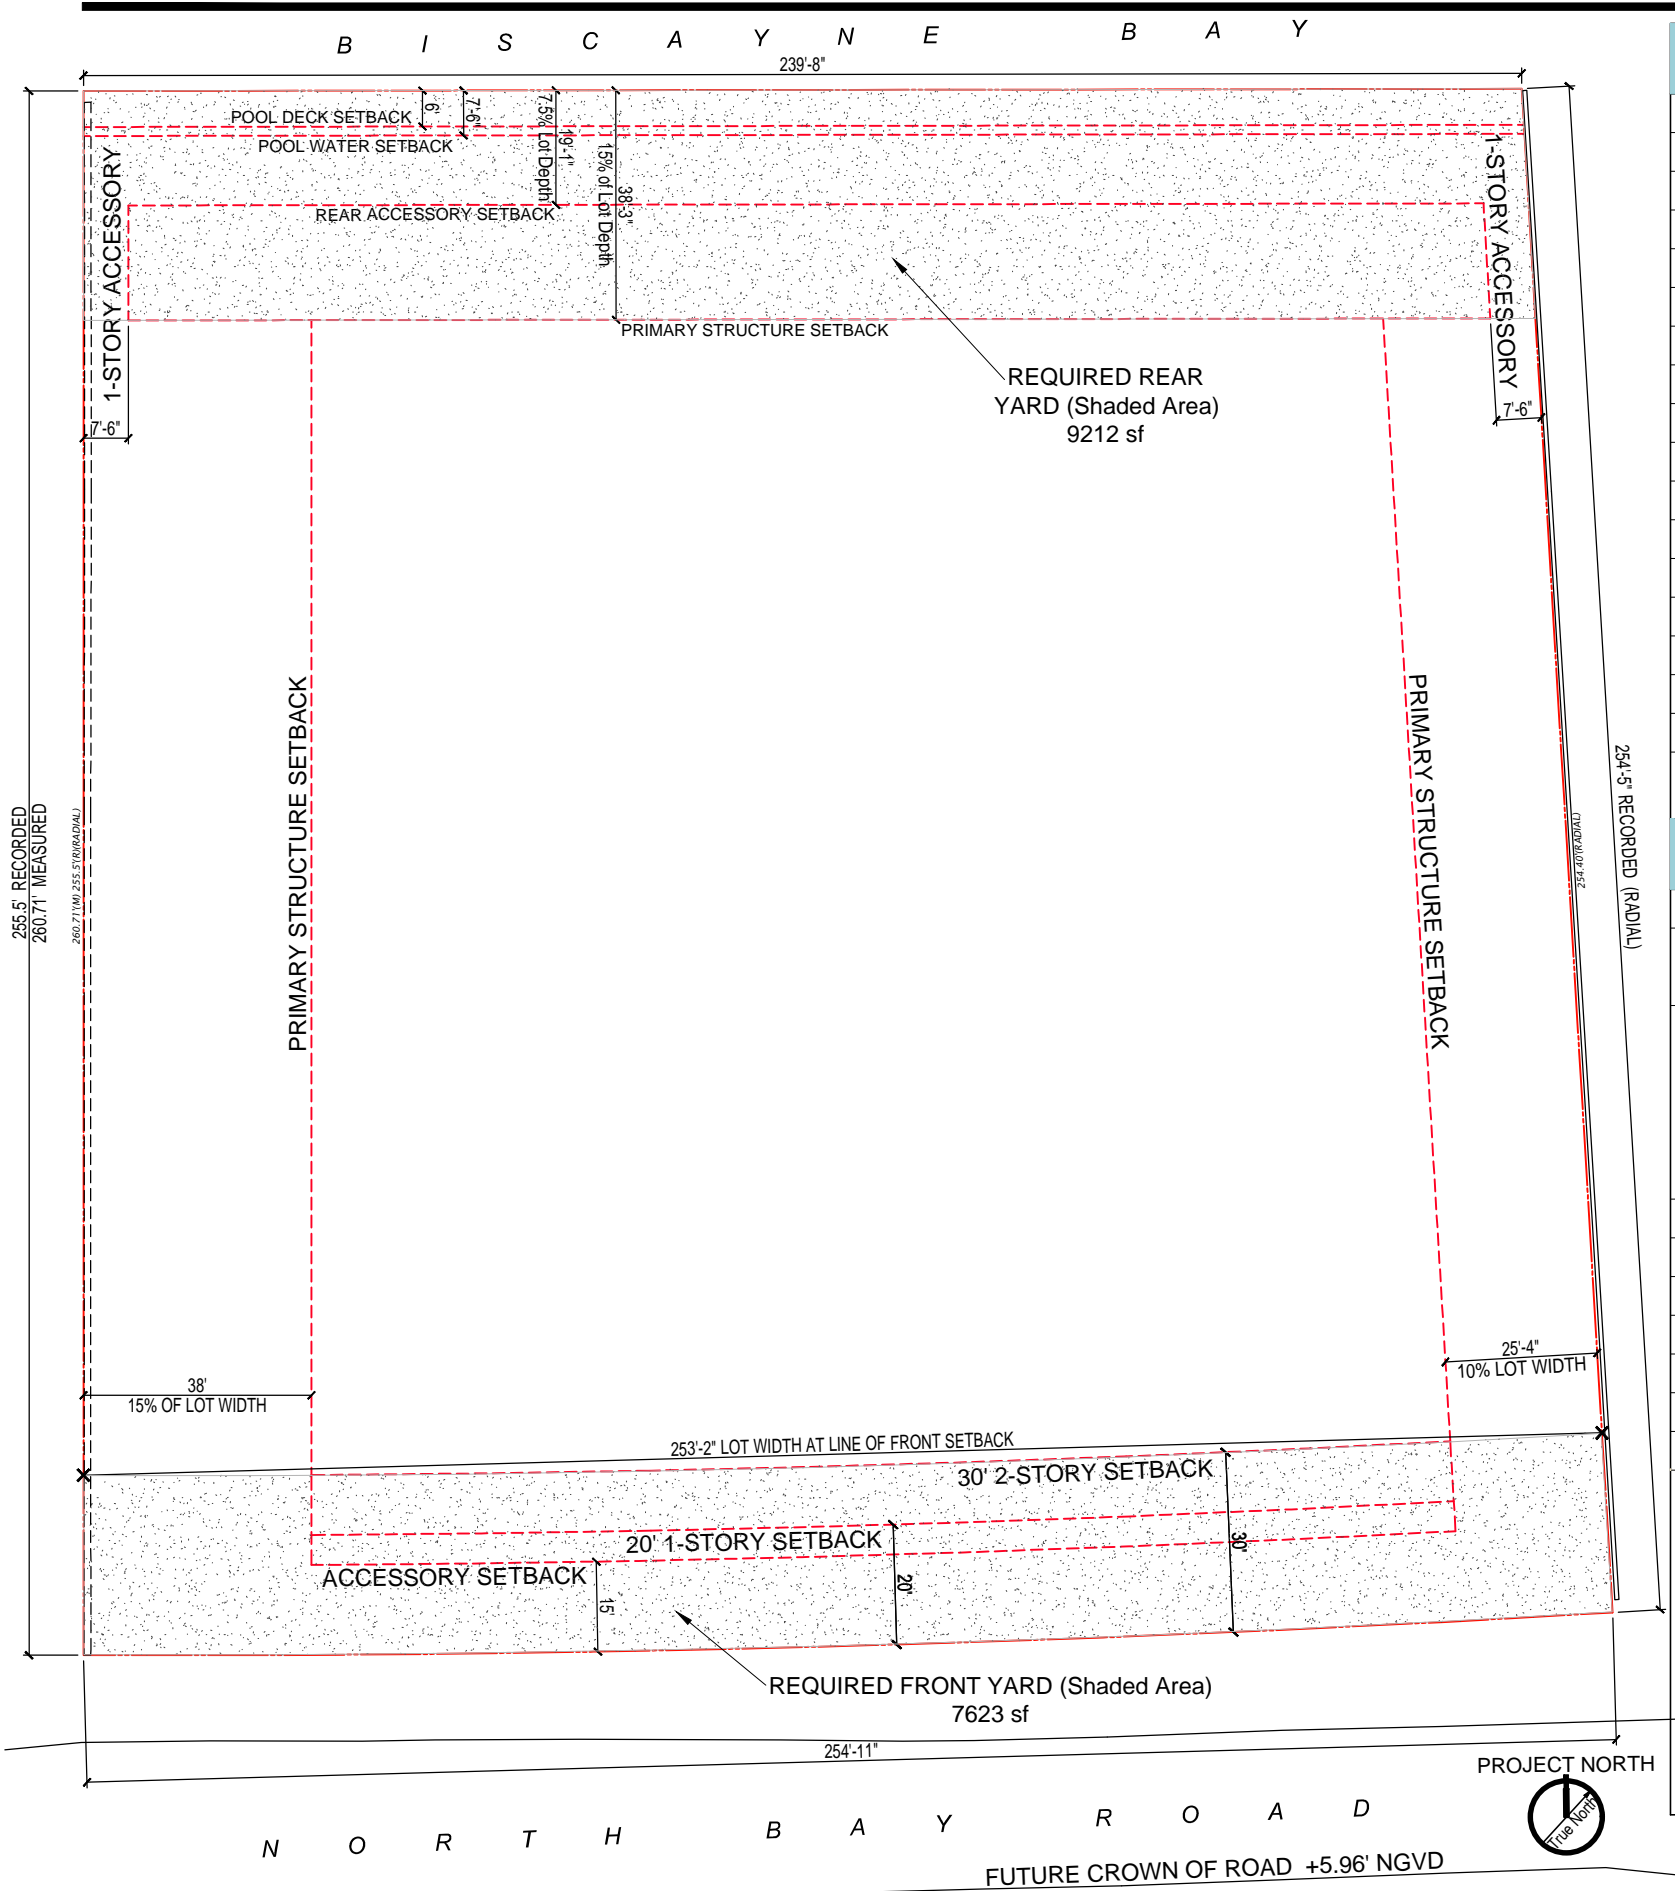 BISCAYNE BAY
239'-8"
POOL DECK SETBACK
6'
7'-6"
POOL WATER SETBACK
7.5% Lot Depth
19'-1"
15% of Lot Depth
38'-3"
REAR ACCESSORY SETBACK
1-STORY ACCESSORY
1-STORY ACCESSORY
PRIMARY STRUCTURE SETBACK
REQUIRED REAR
YARD (Shaded Area)
9212 sf
7'-6"
7'-6"
PRIMARY STRUCTURE SETBACK
PRIMARY STRUCTURE SETBACK
255.5' RECORDED
260.71' MEASURED
260.71'(M) 255.5'(R)(RADIAL)
254.40'(RADIAL)
254'-5" RECORDED (RADIAL)
38'
15% OF LOT WIDTH
25'-4"
10% LOT WIDTH
253'-2" LOT WIDTH AT LINE OF FRONT SETBACK
30' 2-STORY SETBACK
20' 1-STORY SETBACK
ACCESSORY SETBACK
15'
20'
30'
REQUIRED FRONT YARD (Shaded Area)
7623 sf
254'-11"
PROJECT NORTH
True North
NORTH BAY ROAD
FUTURE CROWN OF ROAD +5.96' NGVD